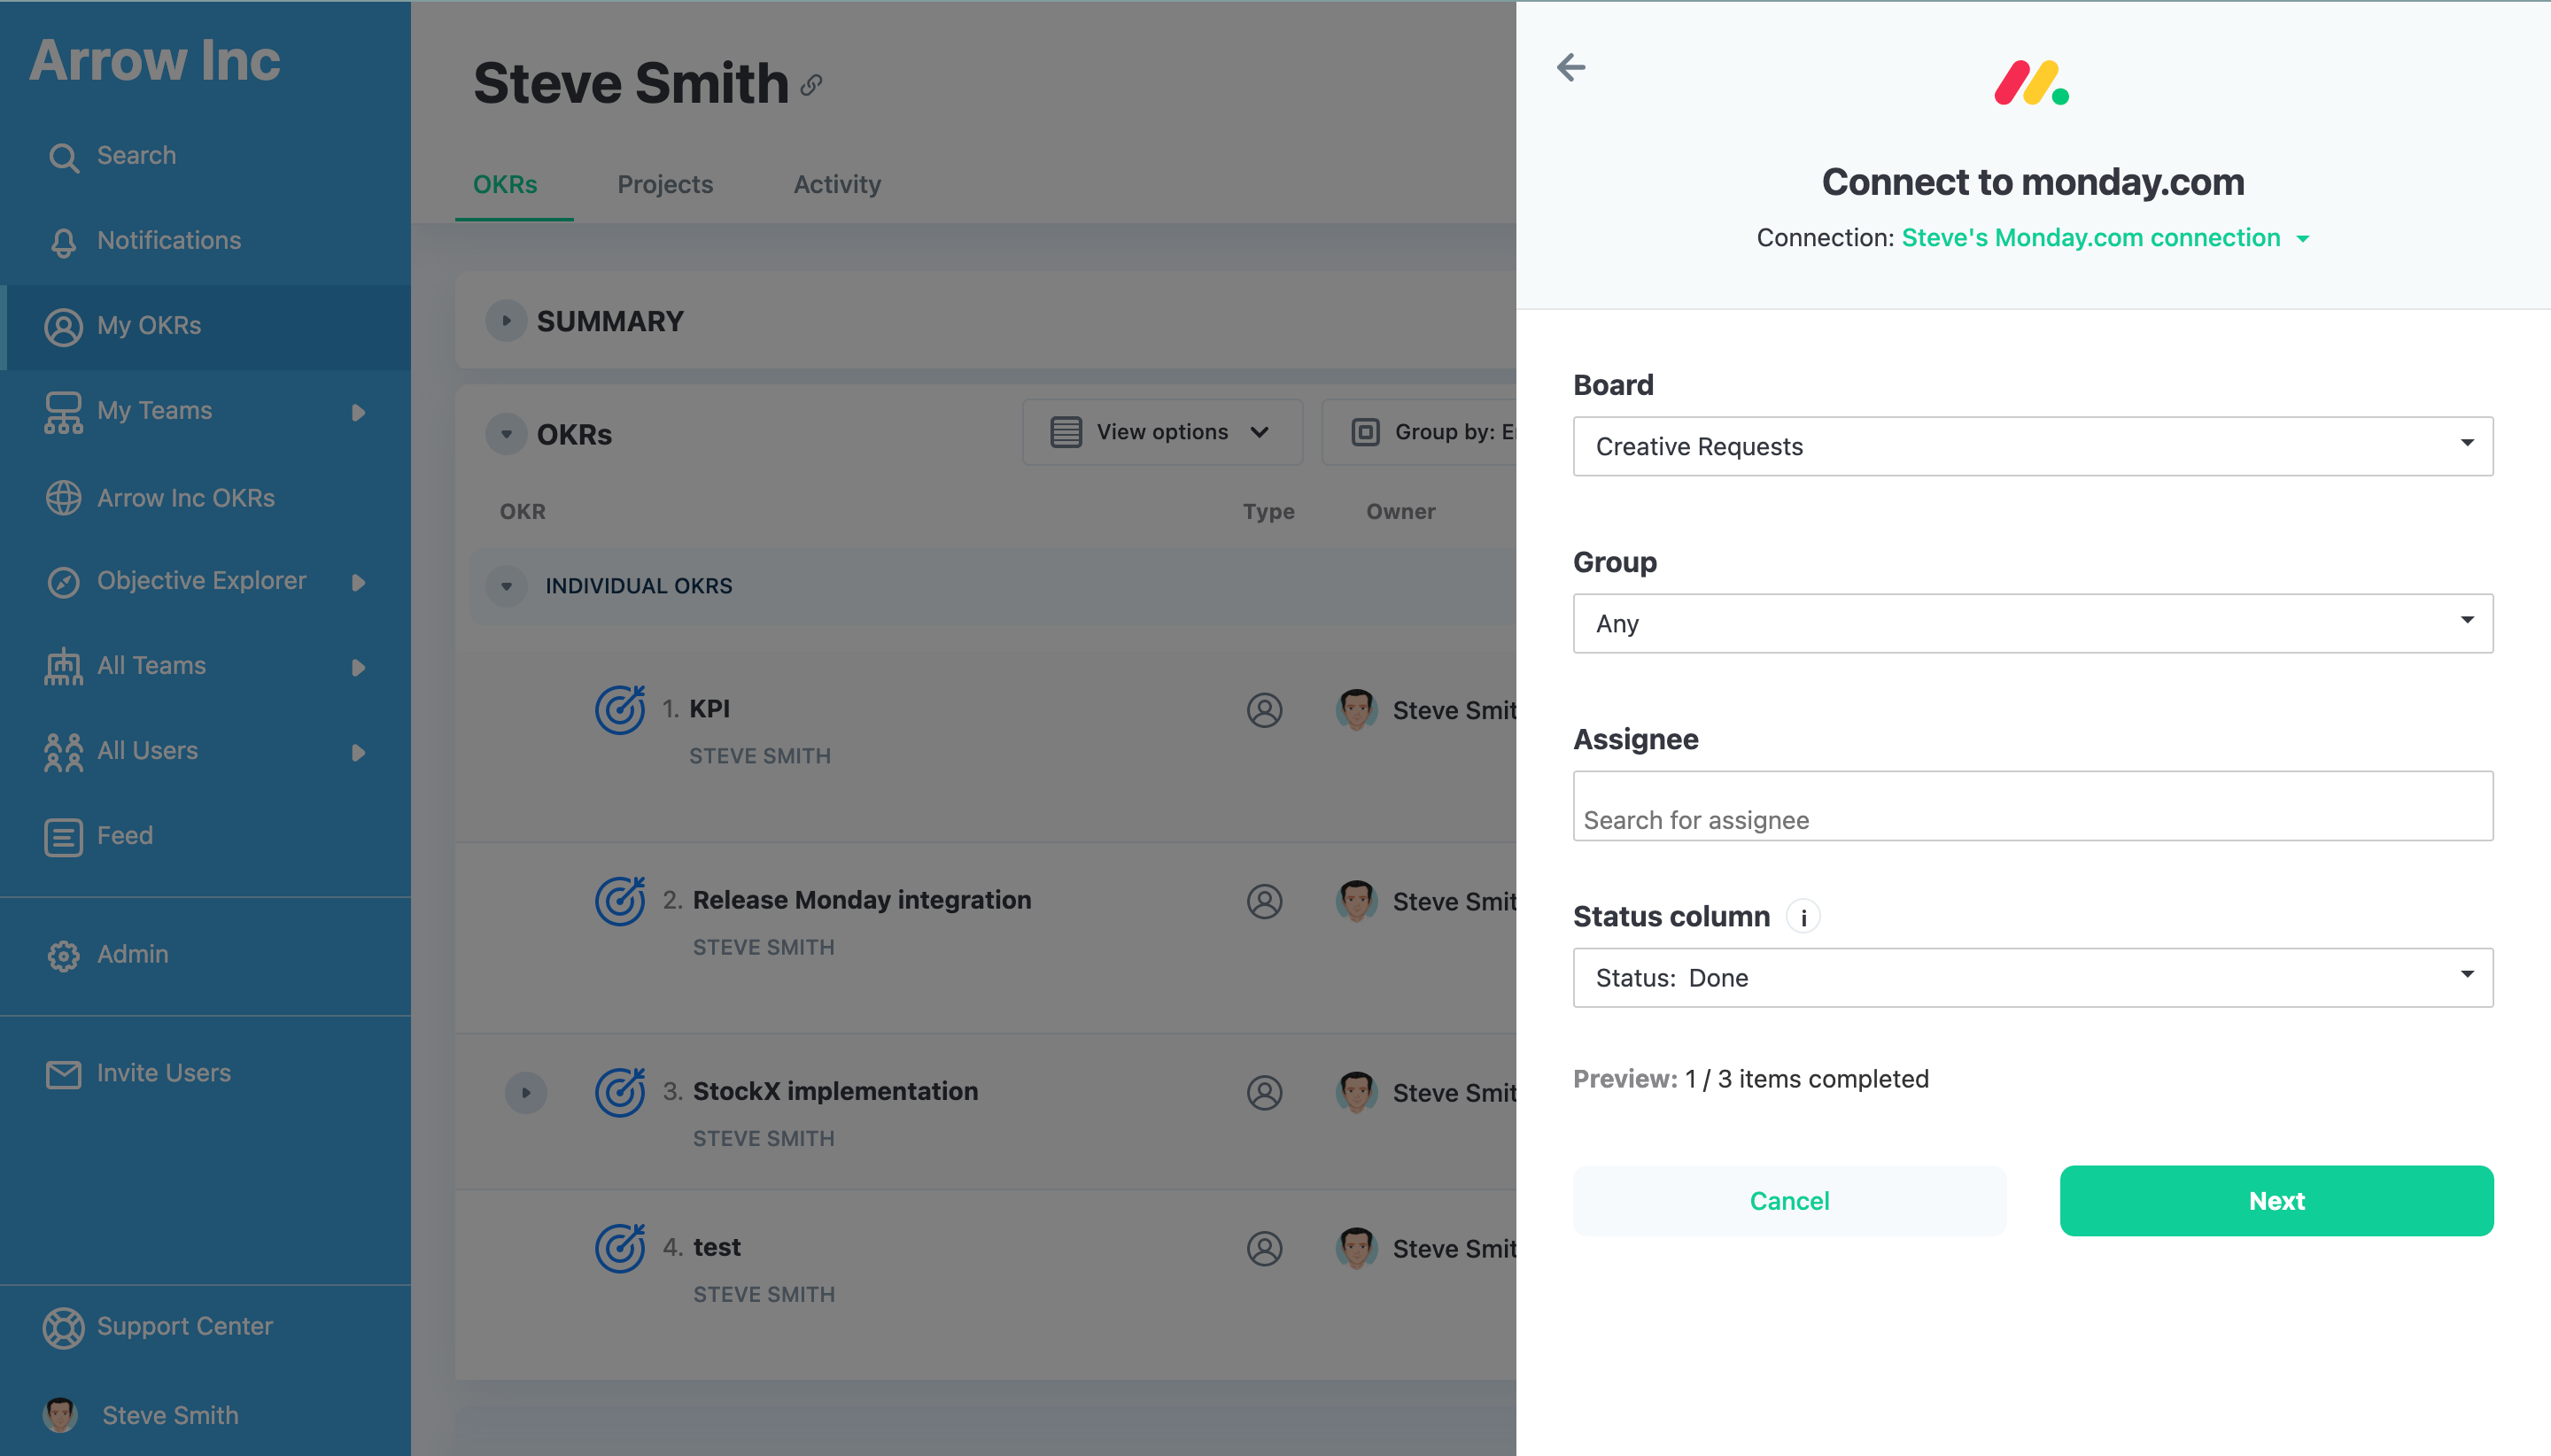 Arrow Inc
Search
Notifications
My OKRs
My Teams
Arrow Inc OKRs
Objective Explorer
All Teams
All Users
Feed
Admin
Invite Users
Support Center
Steve Smith
Steve Smith
OKRs Projects Activity
SUMMARY
OKRs View options Group by:
OKR Type Owner
INDIVIDUAL OKRS
1. KPI Steve Smit
STEVE SMITH
2. Release Monday integration Steve Smit
STEVE SMITH
3. StockX implementation Steve Smit
STEVE SMITH
4. test Steve Smit
STEVE SMITH
Connect to monday.com
Connection: Steve's Monday.com connection
Board
Creative Requests
Group
Any
Assignee
Search for assignee
Status column i
Status: Done
Preview: 1 / 3 items completed
Cancel Next